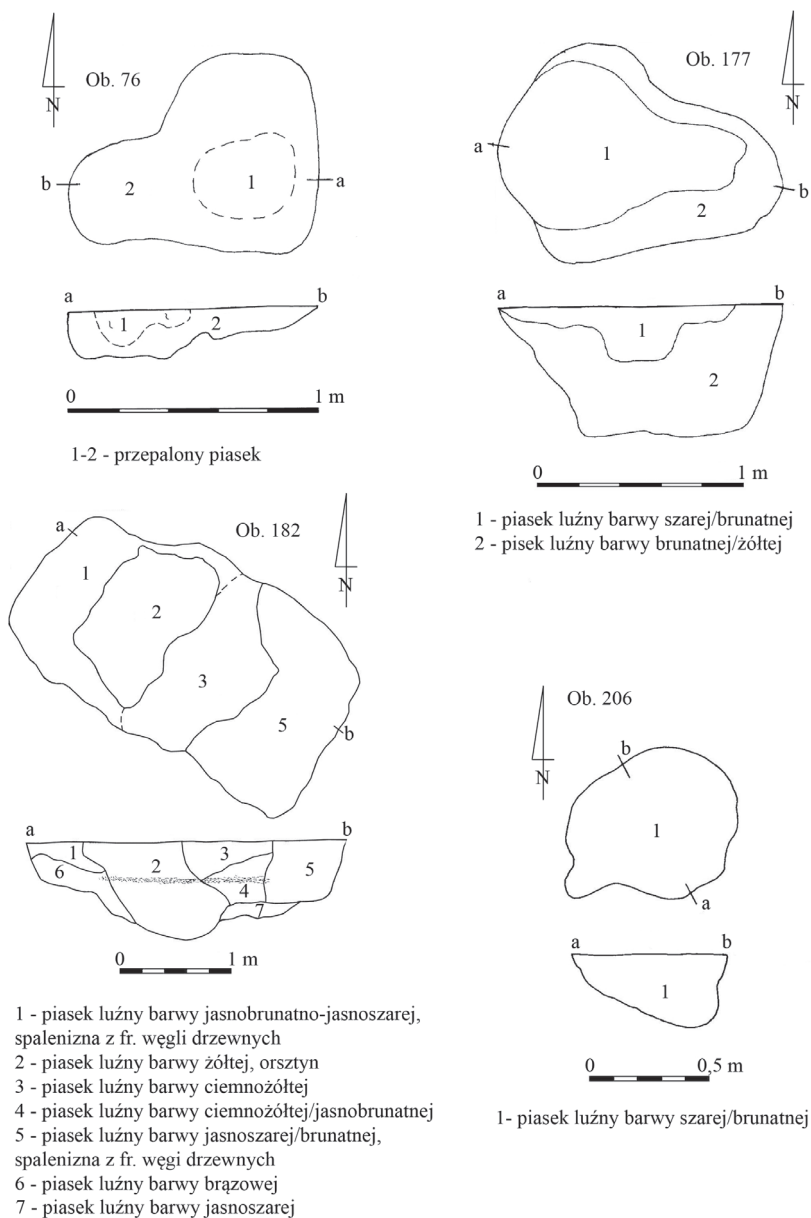 Ob. 76
N
b
2
1
a
a
b
1
2
0
1 m
1-2 - przepalony piasek
Ob. 177
N
a
1
b
2
a
b
1
2
0
1 m
1 - piasek luźny barwy szarej/brunatnej
2 - pisek luźny barwy brunatnej/żółtej
Ob. 182
N
a
1
2
3
5
b
a
b
1
2
3
5
6
4
7
0
1 m
1 - piasek luźny barwy jasnobrunatno-jasnoszarej,
spalenizna z fr. węgli drzewnych
2 - piasek luźny barwy żółtej, orsztyn
3 - piasek luźny barwy ciemnożółtej
4 - piasek luźny barwy ciemnożółtej/jasnobrunatnej
5 - piasek luźny barwy jasnoszarej/brunatnej,
spalenizna z fr. węgi drzewnych
6 - piasek luźny barwy brązowej
7 - piasek luźny barwy jasnoszarej
Ob. 206
N
b
1
a
a
b
1
0
0,5 m
1- piasek luźny barwy szarej/brunatnej